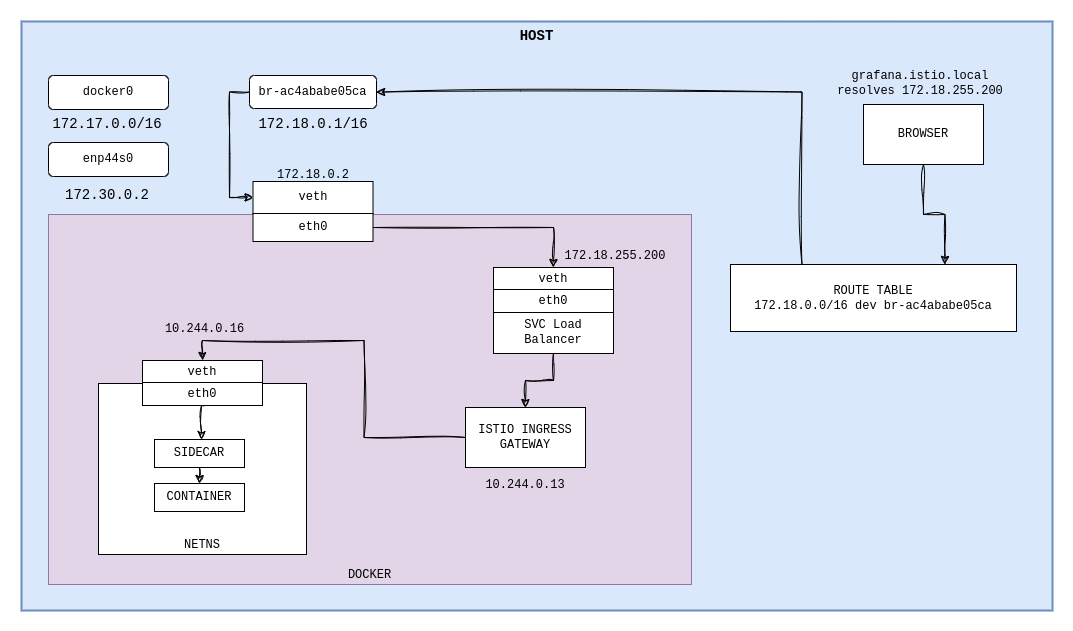 HOST
docker0
172.17.0.0/16
enp44s0
172.30.0.2
br-ac4ababe05ca
172.18.0.1/16
grafana.istio.local
resolves 172.18.255.200
BROWSER
172.18.0.2
veth
eth0
172.18.255.200
veth
eth0
SVC Load
Balancer
ROUTE TABLE
172.18.0.0/16 dev br-ac4ababe05ca
10.244.0.16
veth
eth0
SIDECAR
CONTAINER
NETNS
ISTIO INGRESS
GATEWAY
10.244.0.13
DOCKER